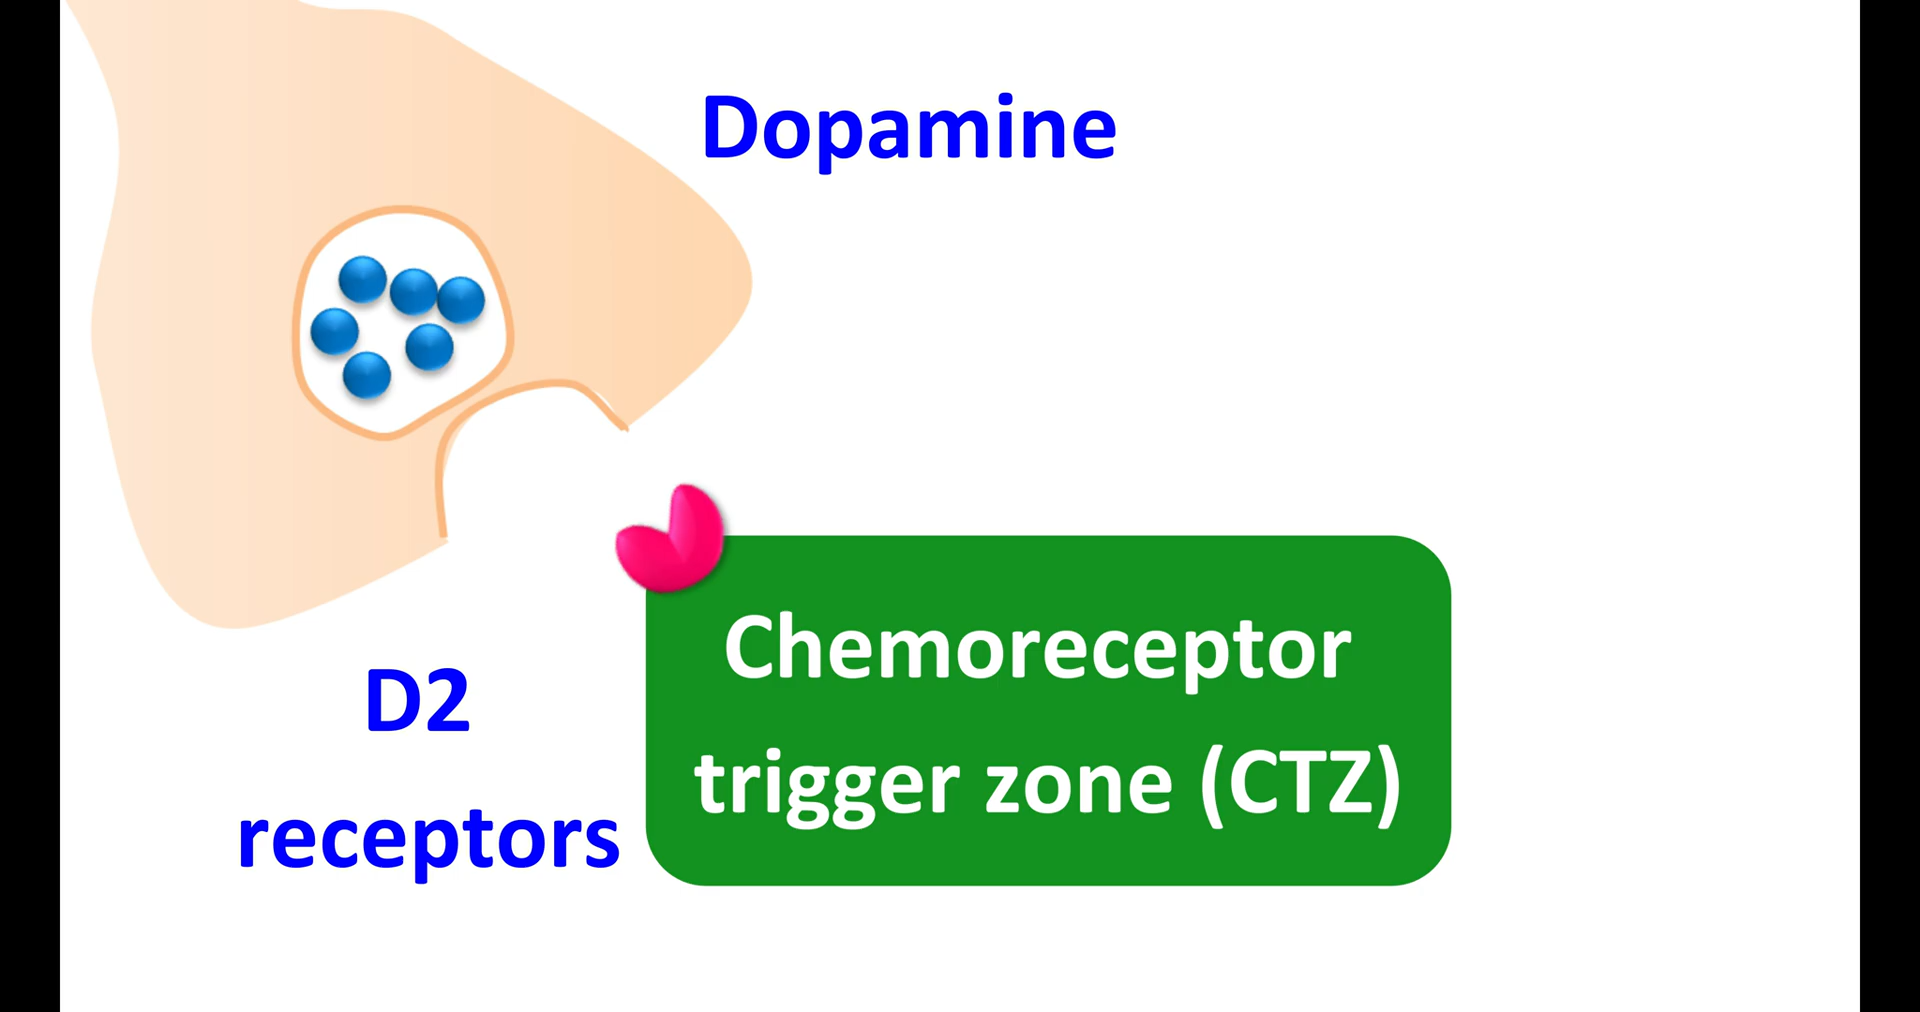 Dopamine
D2
receptors
Chemoreceptor
trigger zone (CTZ)